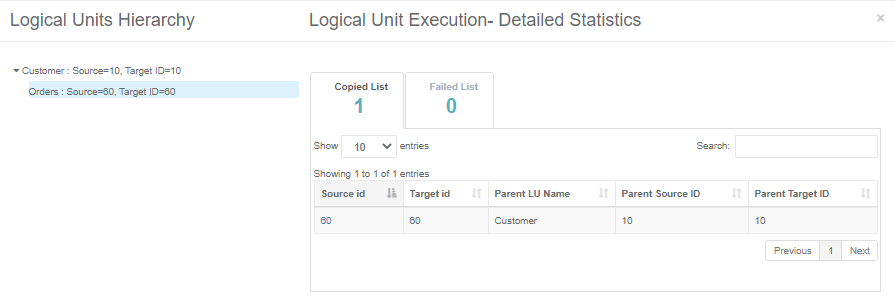 Logical Units Hierarchy
Logical Unit Execution- Detailed Statistics
×
Customer : Source=10, Target ID=10
Orders : Source=60, Target ID=60
Copied List
1
Failed List
0
Show 10 entries
Search:
Showing 1 to 1 of 1 entries
Source id Target id Parent LU Name Parent Source ID Parent Target ID
60 60 Customer 10 10
Previous 1 Next